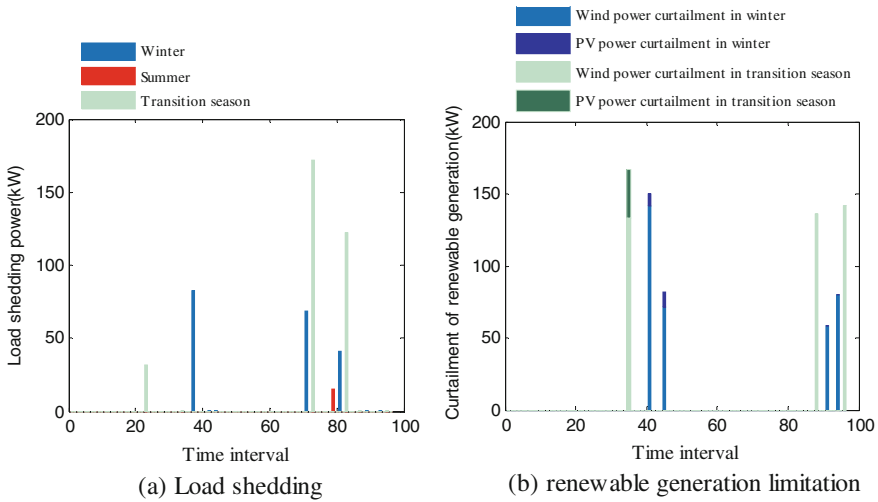 Winter
Summer
Transition season
Load shedding power(kW)
200
150
100
50
0
0 20 40 60 80 100
Time interval
(a) Load shedding
Wind power curtailment in winter
PV power curtailment in winter
Wind power curtailment in transition season
PV power curtailment in transition season
Curtailment of renewable generation(kW)
200
150
100
50
0
0 20 40 60 80 100
Time interval
(b) renewable generation limitation